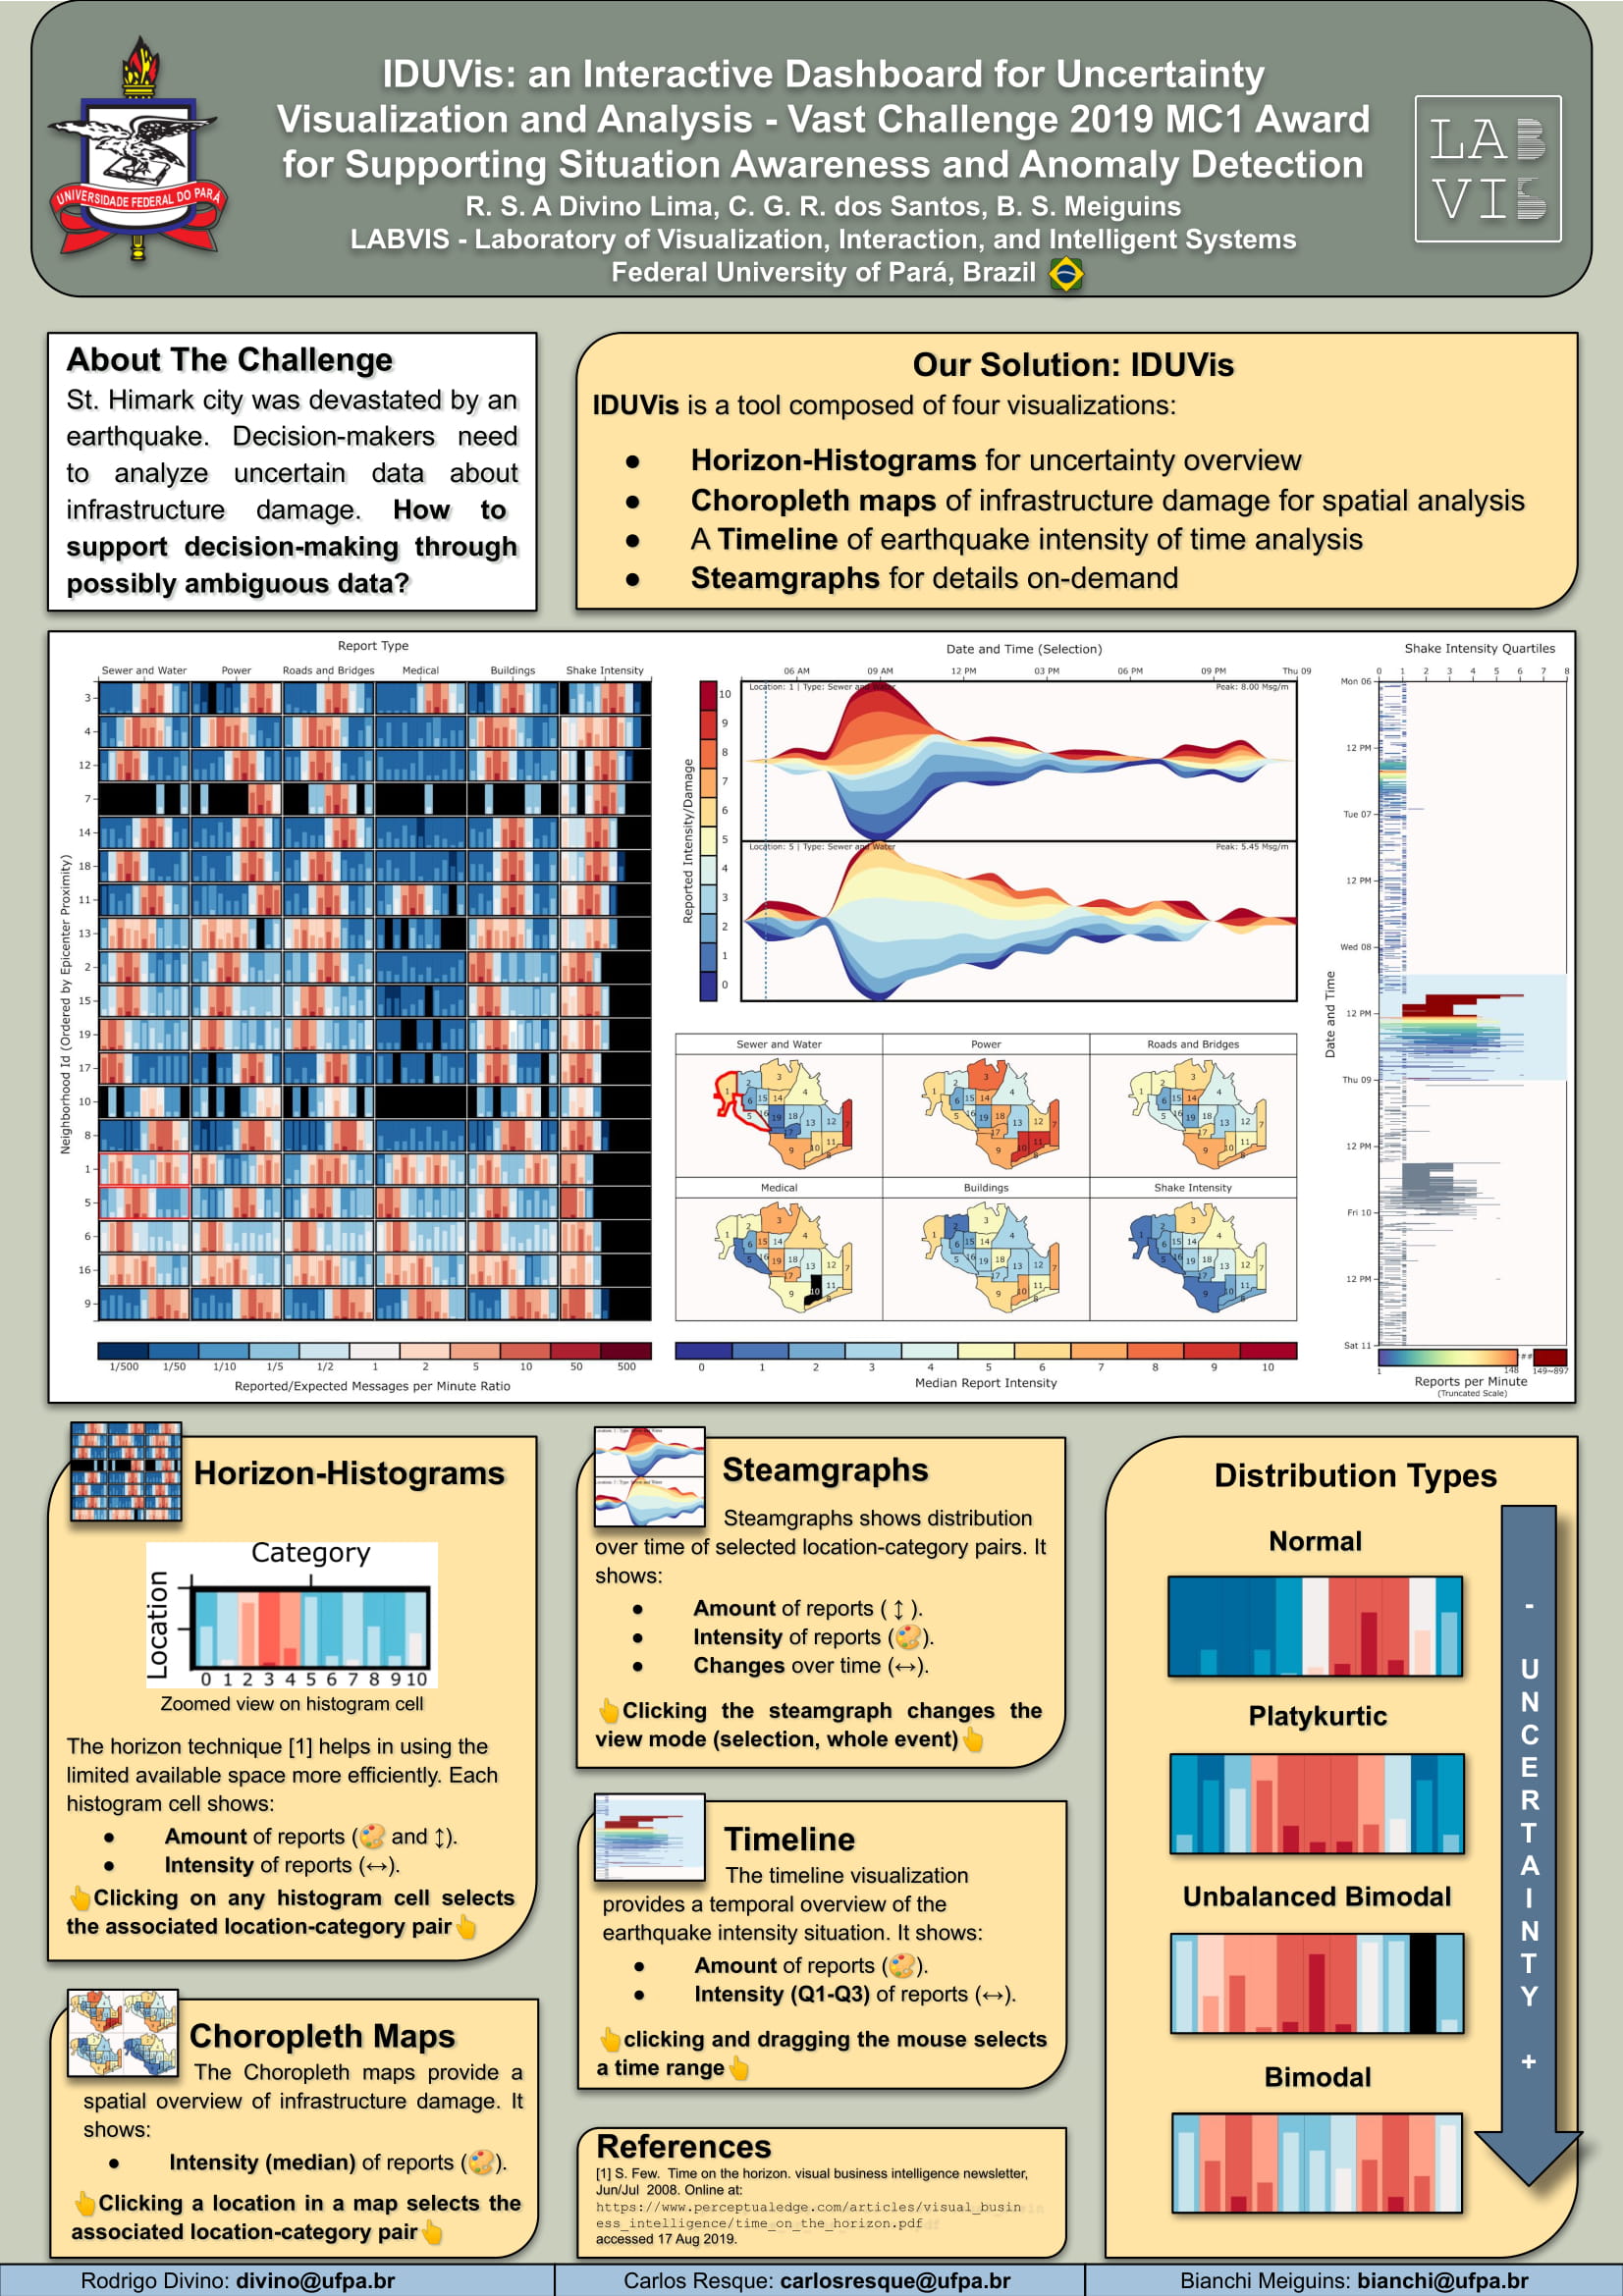 IDUVis: an Interactive Dashboard for Uncertainty
Visualization and Analysis - Vast Challenge 2019 MC1 Award
for Supporting Situation Awareness and Anomaly Detection
R. S. A Divino Lima, C. G. R. dos Santos, B. S. Meiguins
LABVIS - Laboratory of Visualization, Interaction, and Intelligent Systems
Federal University of Pará, Brazil
UNIVERSIDADE FEDERAL DO PARÁ
LAB
VIS
About The Challenge
St. Himark city was devastated by an
earthquake. Decision-makers need
to analyze uncertain data about
infrastructure damage. How to
support decision-making through
possibly ambiguous data?
Our Solution: IDUVis
IDUVis is a tool composed of four visualizations:
● Horizon-Histograms for uncertainty overview
● Choropleth maps of infrastructure damage for spatial analysis
● A Timeline of earthquake intensity of time analysis
● Steamgraphs for details on-demand
Report Type
Sewer and Water Power Roads and Bridges Medical Buildings Shake Intensity
Neighborhood Id (Ordered by Epicenter Proximity)
3
4
12
7
14
18
11
13
2
15
19
17
10
8
1
5
6
16
9
1/500 1/50 1/10 1/5 1/2 1 2 5 10 50 500
Reported/Expected Messages per Minute Ratio
Date and Time (Selection)
06 AM 09 AM 12 PM 03 PM 06 PM 09 PM Thu 09
Reported Intensity/Damage
10
9
8
7
6
5
4
3
2
1
0
Location: 1 | Type: Sewer and Water Peak: 8.00 Msg/m
Location: 5 | Type: Sewer and Water Peak: 5.45 Msg/m
Sewer and Water Power Roads and Bridges
Medical Buildings Shake Intensity
0 1 2 3 4 5 6 7 8 9 10
Median Report Intensity
Shake Intensity Quartiles
0 1 2 3 4 5 6 7 8
Date and Time
Mon 06
12 PM
Tue 07
12 PM
Wed 08
12 PM
Thu 09
12 PM
Fri 10
12 PM
Sat 11
1 148 ## 149~897
Reports per Minute
(Truncated Scale)
Horizon-Histograms
Category
Location
0 1 2 3 4 5 6 7 8 9 10
Zoomed view on histogram cell
The horizon technique [1] helps in using the
limited available space more efficiently. Each
histogram cell shows:
● Amount of reports (🎨 and ↕).
● Intensity of reports (↔).
👆Clicking on any histogram cell selects
the associated location-category pair👆
Choropleth Maps
The Choropleth maps provide a
spatial overview of infrastructure damage. It
shows:
● Intensity (median) of reports (🎨).
👆Clicking a location in a map selects the
associated location-category pair👆
Steamgraphs
Steamgraphs shows distribution
over time of selected location-category pairs. It
shows:
● Amount of reports ( ↕ ).
● Intensity of reports (🎨).
● Changes over time (↔).
👆Clicking the steamgraph changes the
view mode (selection, whole event)👆
Timeline
The timeline visualization
provides a temporal overview of the
earthquake intensity situation. It shows:
● Amount of reports (🎨).
● Intensity (Q1-Q3) of reports (↔).
👆clicking and dragging the mouse selects
a time range👆
References
[1] S. Few. Time on the horizon. visual business intelligence newsletter,
Jun/Jul 2008. Online at:
https://www.perceptualedge.com/articles/visual_busin
ess_intelligence/time_on_the_horizon.pdf
accessed 17 Aug 2019.
Distribution Types
Normal
Platykurtic
Unbalanced Bimodal
Bimodal
- UNCERTAINTY +
Rodrigo Divino: divino@ufpa.br
Carlos Resque: carlosresque@ufpa.br
Bianchi Meiguins: bianchi@ufpa.br